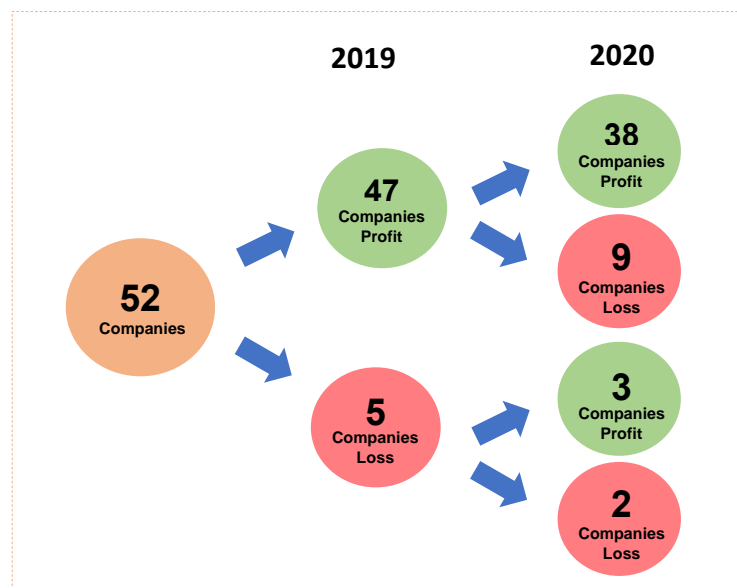 2019
2020
52
Companies
47
Companies
Profit
5
Companies
Loss
38
Companies
Profit
9
Companies
Loss
3
Companies
Profit
2
Companies
Loss